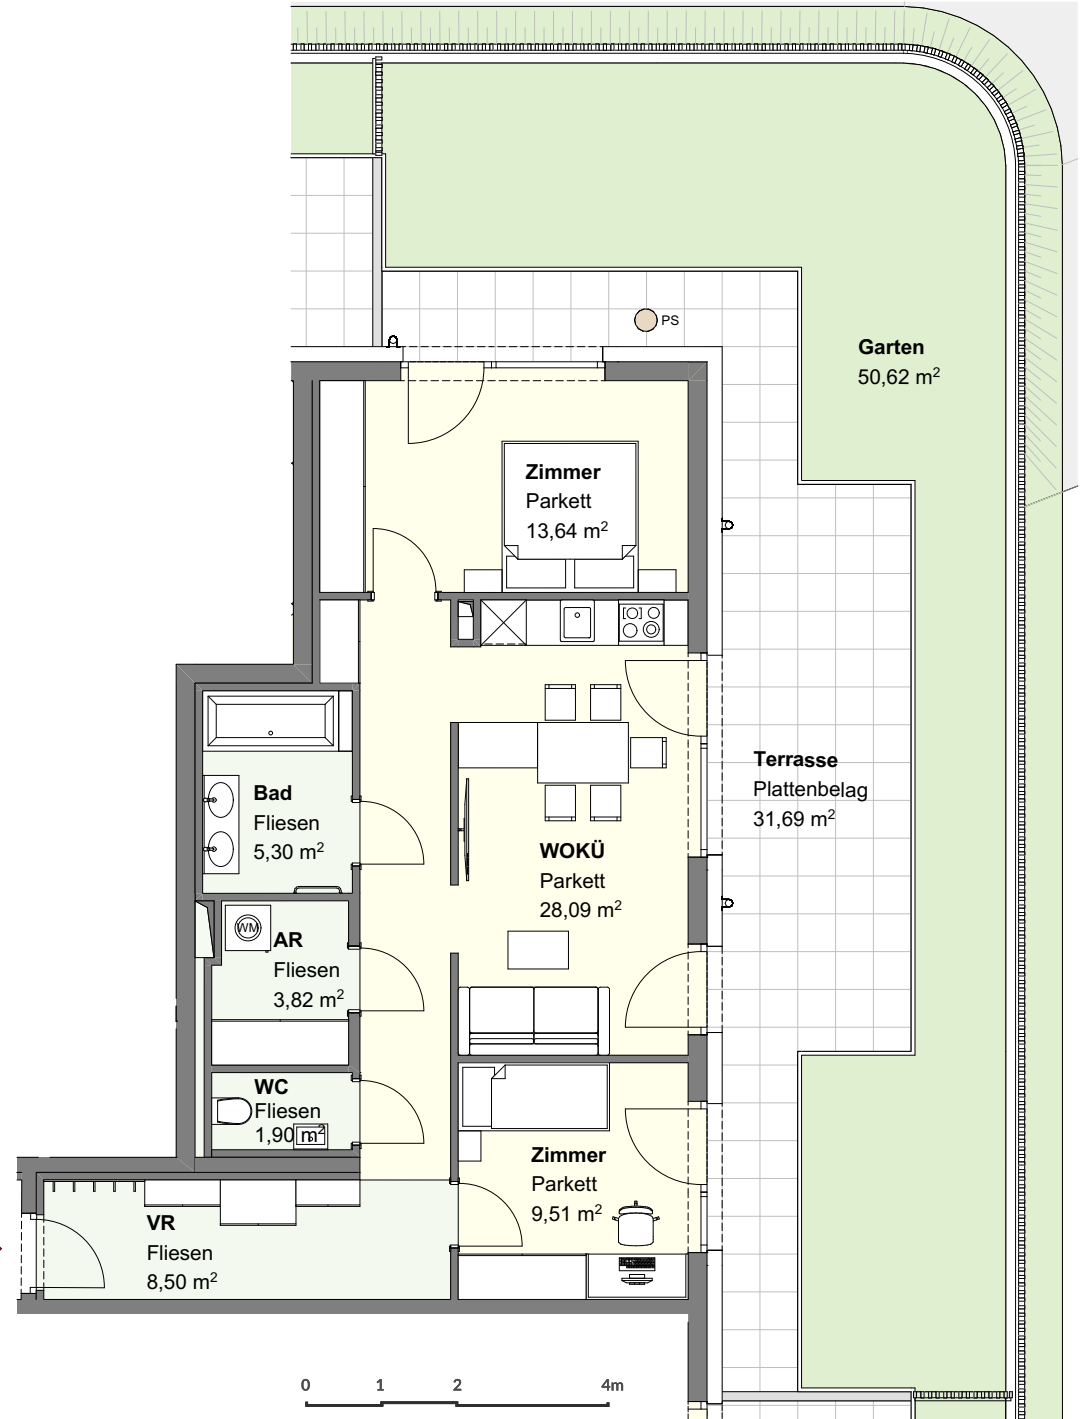 PS
Garten
50,62 m²
Zimmer
Parkett
13,64 m²
Terrasse
Plattenbelag
31,69 m²
Bad
Fliesen
5,30 m²
WOKÜ
Parkett
28,09 m²
WM
AR
Fliesen
3,82 m²
WC
Fliesen
1,90 m²
Zimmer
Parkett
9,51 m²
VR
Fliesen
8,50 m²
0 1 2 4m